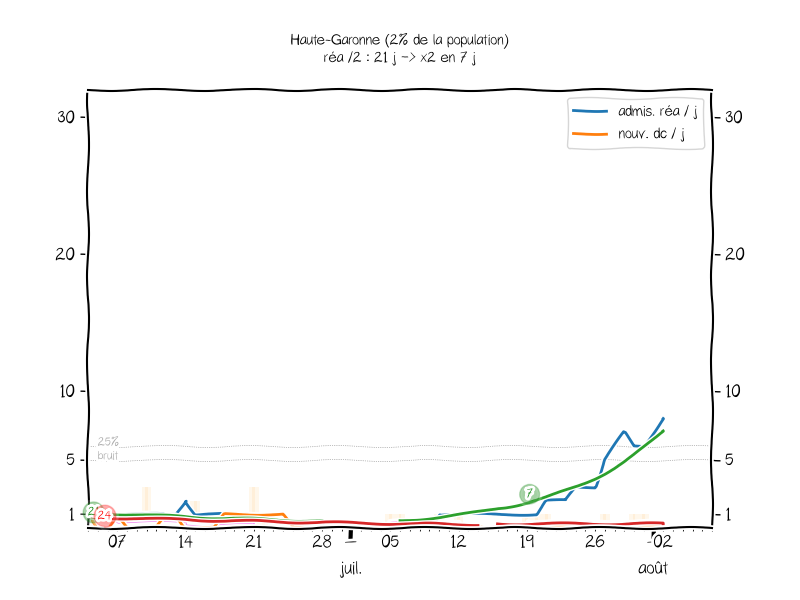 Haute-Garonne (2% de la population)
réa /2 : 21 j -> x2 en 7 j
admis. réa / j
nouv. dc / j
30
30
20
20
10
10
25%
bruit
5
5
7
24
1
1
07 14 21 28 05 12 19 26 02
juil. août